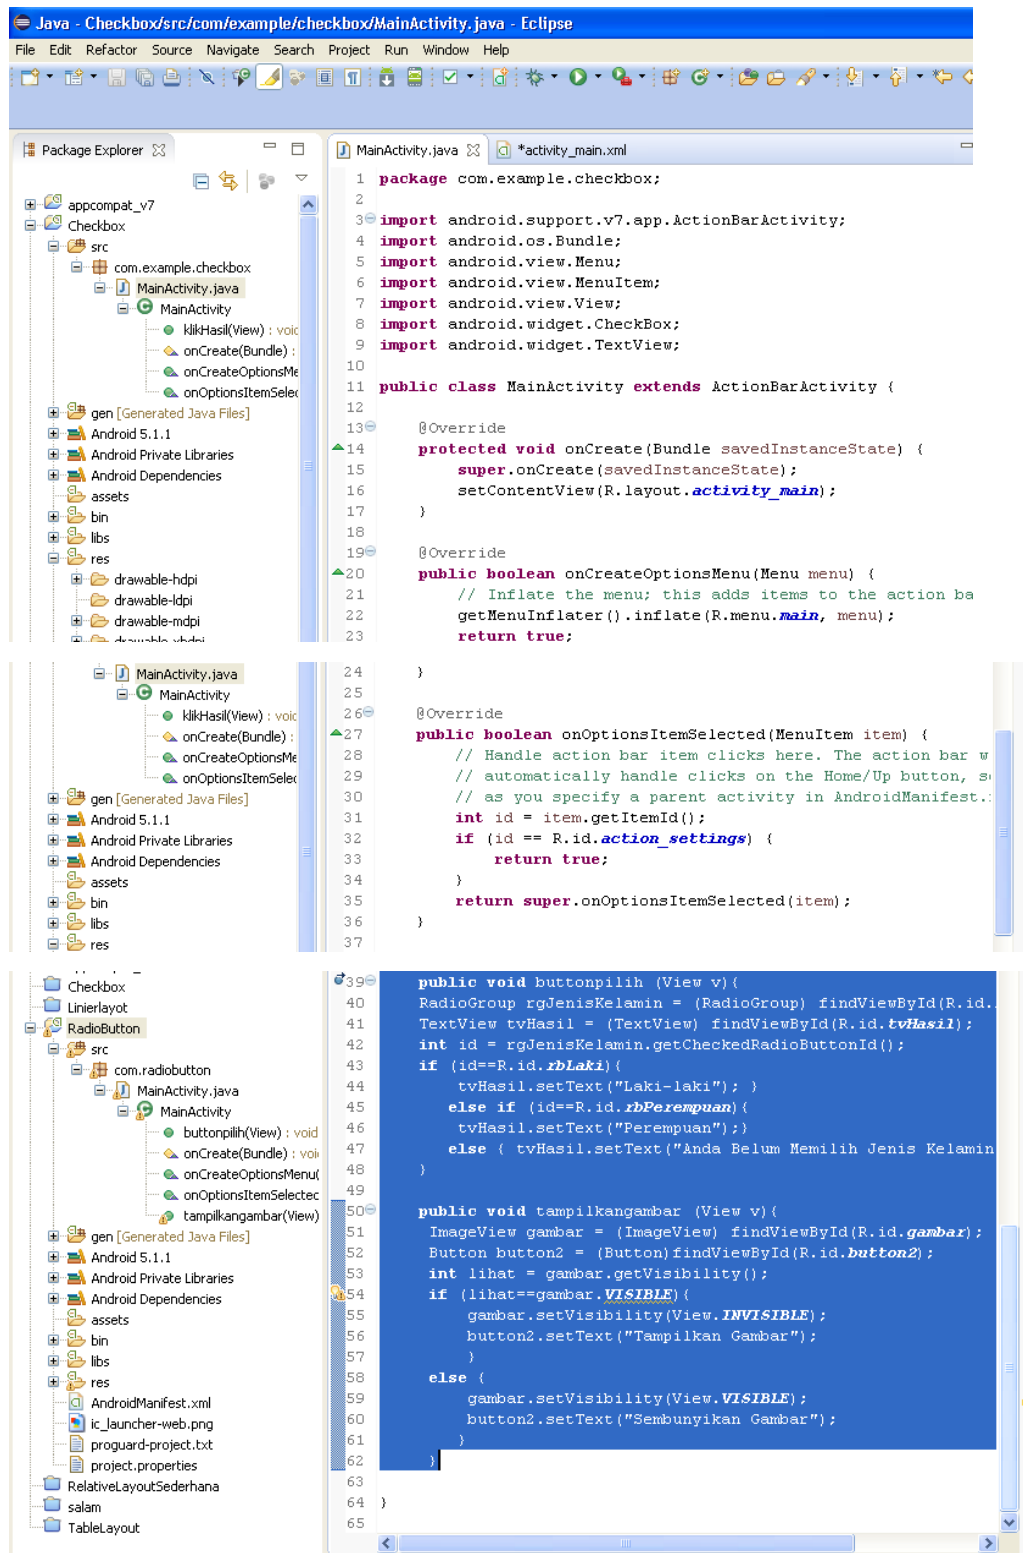 Java - Checkbox/src/com/example/checkbox/MainActivity.java - Eclipse
File Edit Refactor Source Navigate Search Project Run Window Help
Package Explorer
appcompat_v7
Checkbox
src
com.example.checkbox
MainActivity.java
MainActivity
klikHasil(View) : void
onCreate(Bundle) :
onCreateOptionsMe
onOptionsItemSelec
gen [Generated Java Files]
Android 5.1.1
Android Private Libraries
Android Dependencies
assets
bin
libs
res
drawable-hdpi
drawable-ldpi
drawable-mdpi
drawable-xhdpi
MainActivity.java
*activity_main.xml
1 package com.example.checkbox;
2
3 import android.support.v7.app.ActionBarActivity;
4 import android.os.Bundle;
5 import android.view.Menu;
6 import android.view.MenuItem;
7 import android.view.View;
8 import android.widget.CheckBox;
9 import android.widget.TextView;
10
11 public class MainActivity extends ActionBarActivity {
12
13 @Override
14 protected void onCreate(Bundle savedInstanceState) {
15 super.onCreate(savedInstanceState);
16 setContentView(R.layout.activity_main);
17 }
18
19 @Override
20 public boolean onCreateOptionsMenu(Menu menu) {
21 // Inflate the menu; this adds items to the action ba
22 getMenuInflater().inflate(R.menu.main, menu);
23 return true;
MainActivity.java
MainActivity
klikHasil(View) : void
onCreate(Bundle) :
onCreateOptionsMe
onOptionsItemSelec
gen [Generated Java Files]
Android 5.1.1
Android Private Libraries
Android Dependencies
assets
bin
libs
res
24 }
25
26 @Override
27 public boolean onOptionsItemSelected(MenuItem item) {
28 // Handle action bar item clicks here. The action bar w
29 // automatically handle clicks on the Home/Up button, s
30 // as you specify a parent activity in AndroidManifest.
31 int id = item.getItemId();
32 if (id == R.id.action_settings) {
33 return true;
34 }
35 return super.onOptionsItemSelected(item);
36 }
37
Checkbox
Linierlayot
RadioButton
src
com.radiobutton
MainActivity.java
MainActivity
buttonpilih(View) : void
onCreate(Bundle) : voi
onCreateOptionsMenu(
onOptionsItemSelectec
tampilkangambar(View)
gen [Generated Java Files]
Android 5.1.1
Android Private Libraries
Android Dependencies
assets
bin
libs
res
AndroidManifest.xml
ic_launcher-web.png
proguard-project.txt
project.properties
RelativeLayoutSederhana
salam
TableLayout
39 public void buttonpilih (View v){
40 RadioGroup rgJenisKelamin = (RadioGroup) findViewById(R.id.
41 TextView tvHasil = (TextView) findViewById(R.id.tvHasil);
42 int id = rgJenisKelamin.getCheckedRadioButtonId();
43 if (id==R.id.rbLaki){
44 tvHasil.setText("Laki-laki"); }
45 else if (id==R.id.rbPerempuan){
46 tvHasil.setText("Perempuan");}
47 else { tvHasil.setText("Anda Belum Memilih Jenis Kelamin
48 }
49
50 public void tampilkangambar (View v){
51 ImageView gambar = (ImageView) findViewById(R.id.gambar);
52 Button button2 = (Button)findViewById(R.id.button2);
53 int lihat = gambar.getVisibility();
54 if (lihat==gambar.VISIBLE){
55 gambar.setVisibility(View.INVISIBLE);
56 button2.setText("Tampilkan Gambar");
57 }
58 else {
59 gambar.setVisibility(View.VISIBLE);
60 button2.setText("Sembunyikan Gambar");
61 }
62 }
63
64 }
65